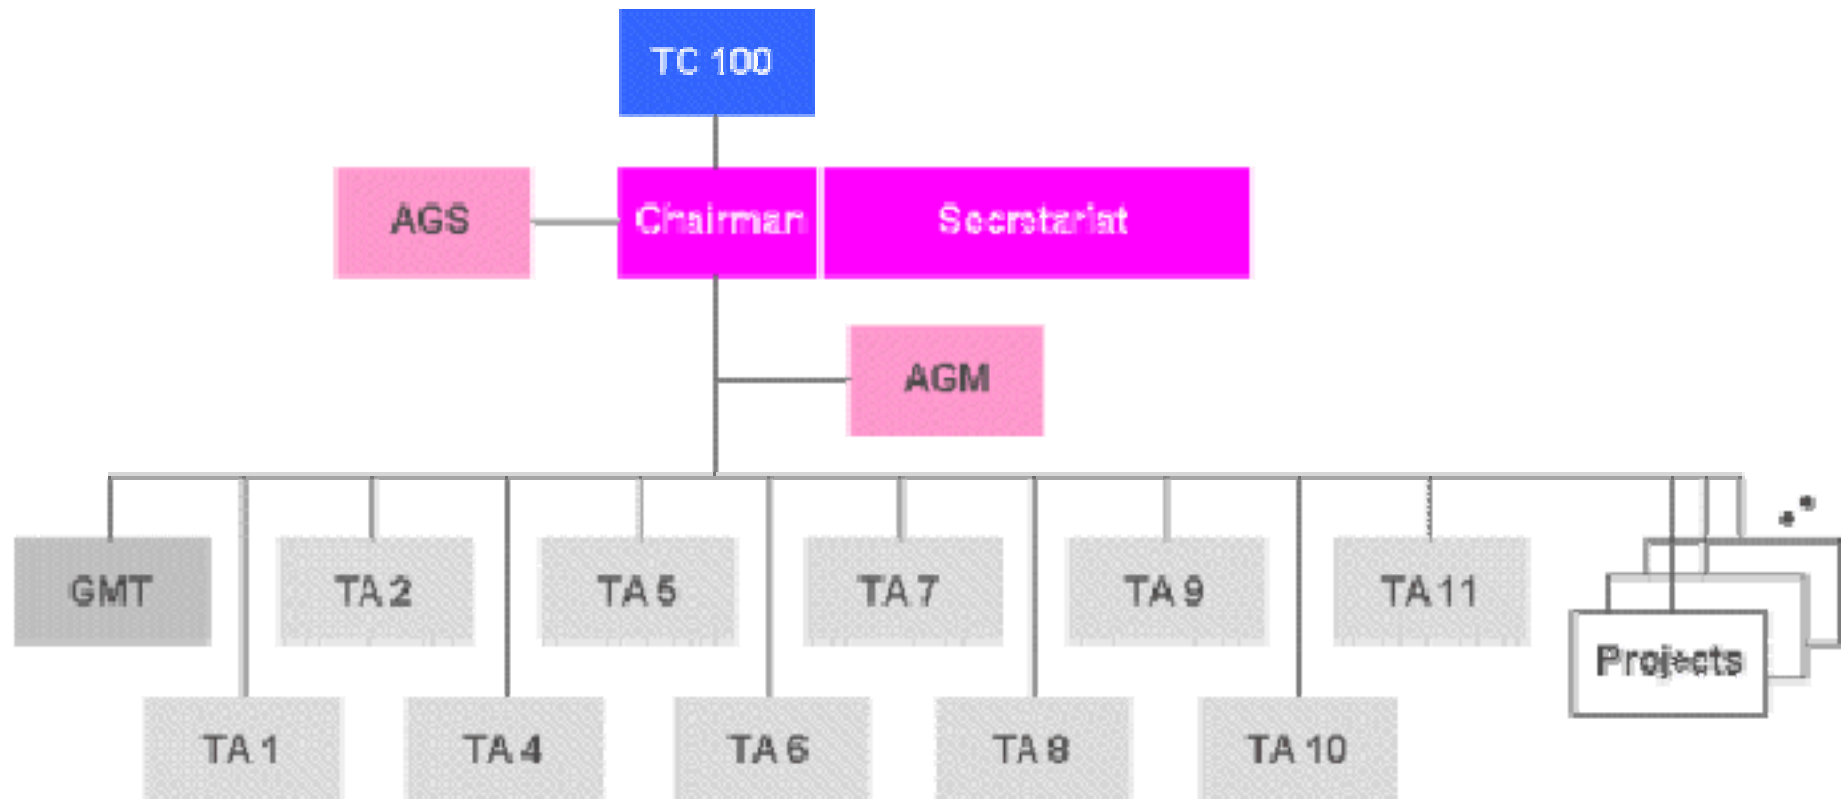 TC 100
AGS
Chairman
Secretariat
AGM
GMT
TA 2
TA 5
TA 7
TA 9
TA 11
Projects
TA 1
TA 4
TA 6
TA 8
TA 10